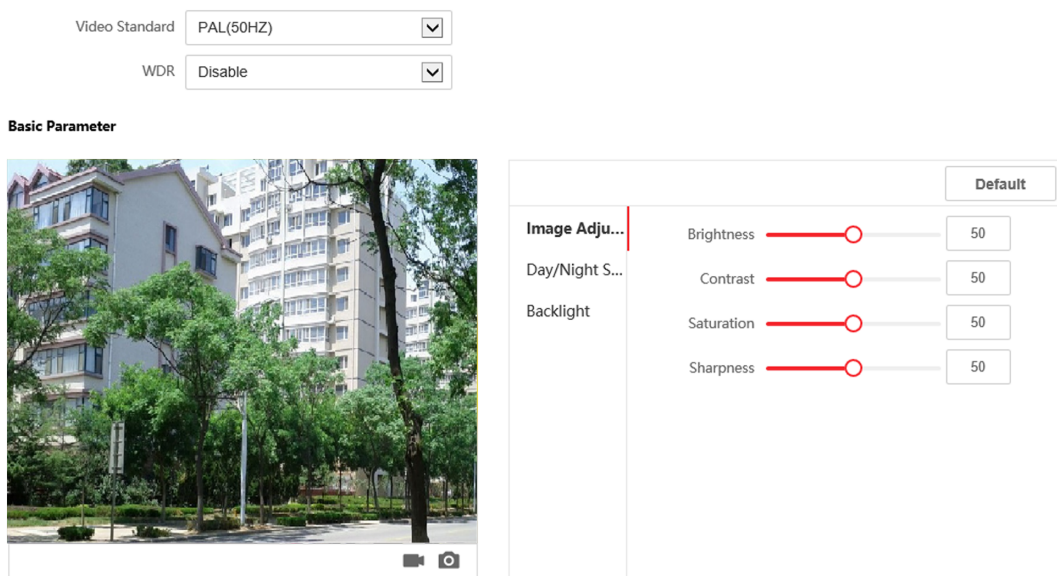 Video Standard PAL(50HZ)
WDR Disable
Basic Parameter
Default
Image Adju...
Day/Night S...
Backlight
Brightness 50
Contrast 50
Saturation 50
Sharpness 50